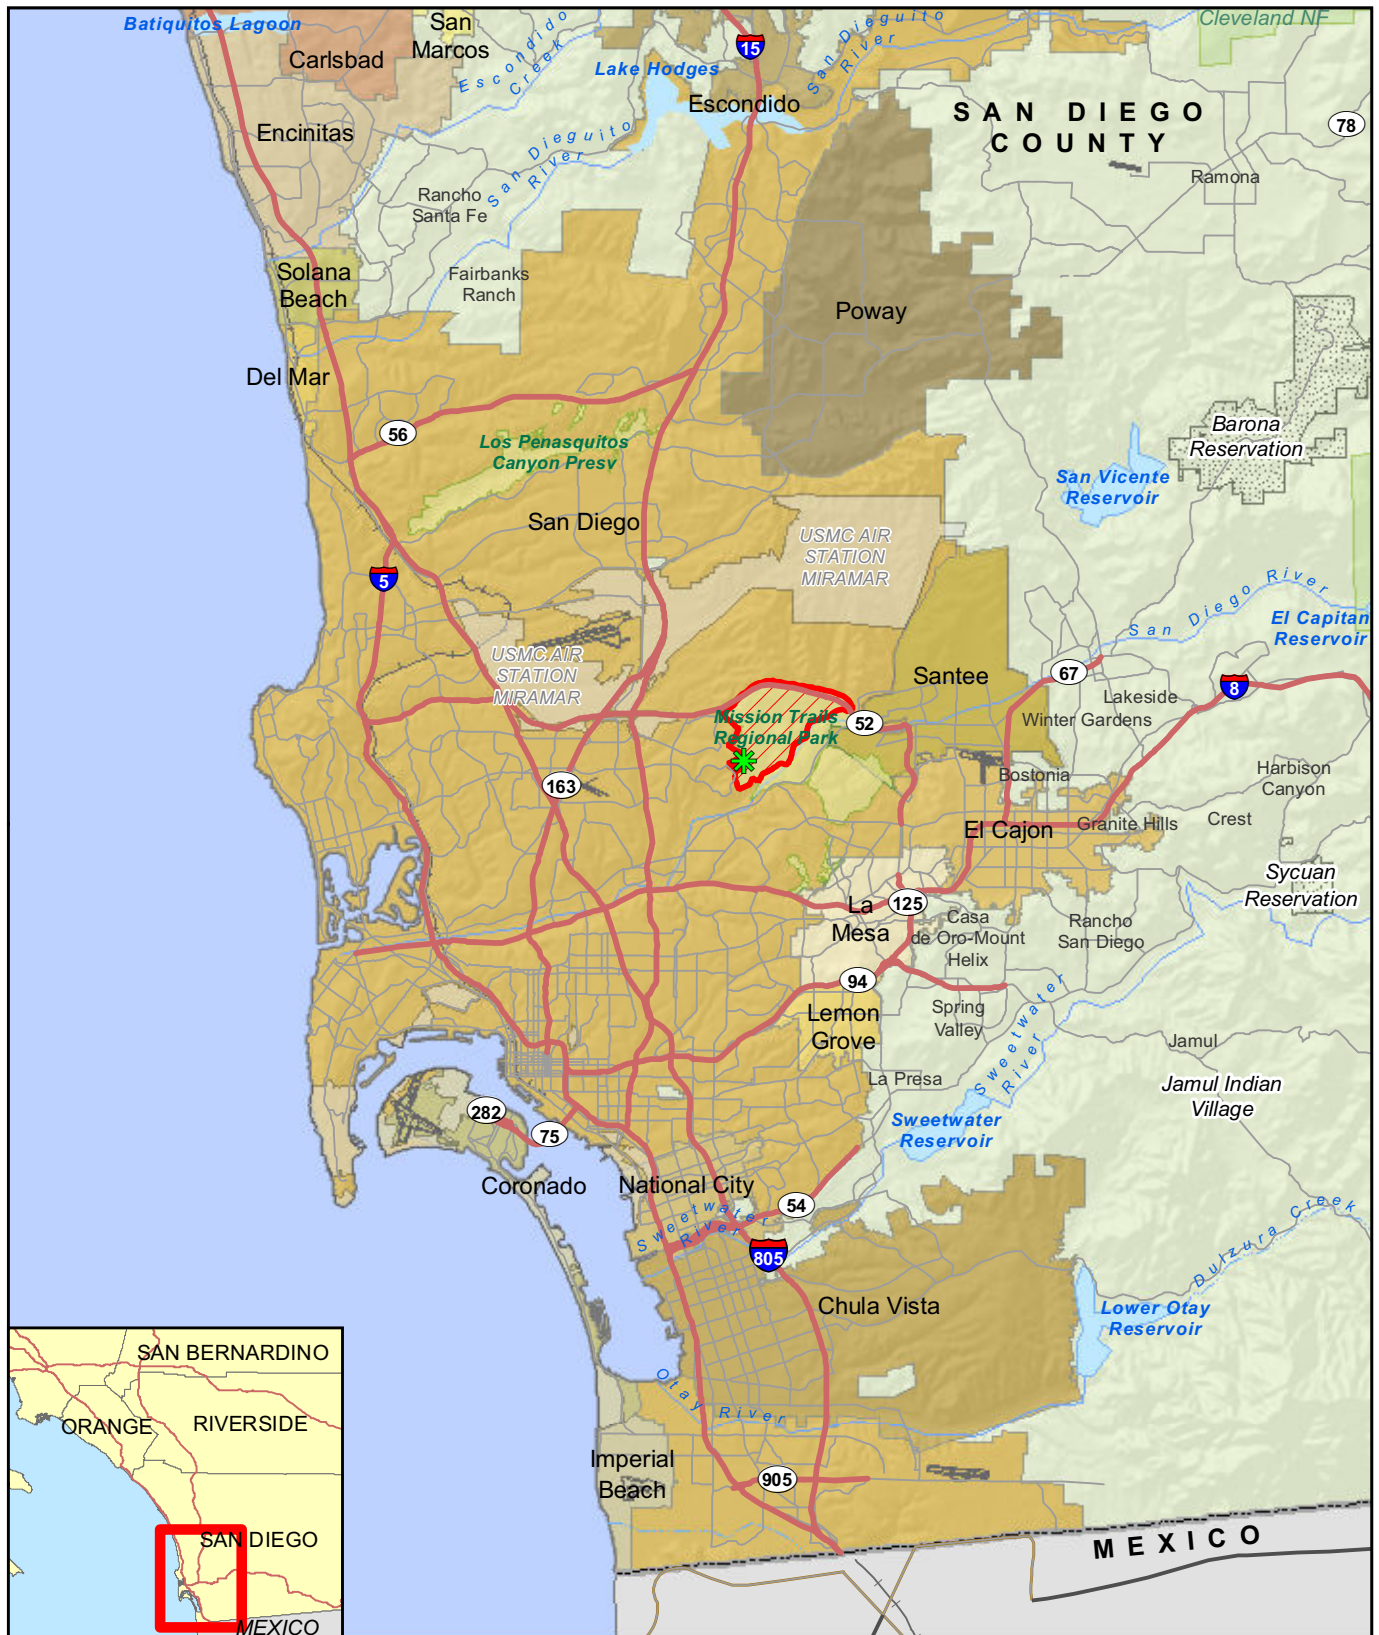 Batiquitos Lagoon
San
Marcos
Carlsbad
Escondido
Creek
Lake Hodges
15
San Dieguito
River
Cleveland NF
Escondido
SAN DIEGO
COUNTY
78
Encinitas
San Dieguito
River
Rancho
Santa Fe
Ramona
Solana
Beach
Fairbanks
Ranch
Poway
Del Mar
56
Los Penasquitos
Canyon Presv
Barona
Reservation
San Vicente
Reservoir
San Diego
USMC AIR
STATION
MIRAMAR
5
San Diego River
El Capitan
Reservoir
USMC AIR
STATION
MIRAMAR
Santee
67
8
Lakeside
Winter Gardens
Mission Trails
Regional Park
52
163
Bostonia
Harbison
Canyon
El Cajon
Granite Hills
Crest
Sycuan
Reservation
La
Mesa
125
Casa
de Oro-Mount
Helix
Rancho
San Diego
94
Lemon
Grove
Spring
Valley
Sweetwater
River
Jamul
La Presa
Jamul Indian
Village
282
75
Sweetwater
Reservoir
Coronado
National City
54
Sweetwater
River
805
Dulzura Creek
Chula Vista
Lower Otay
Reservoir
Otay River
Imperial
Beach
905
MEXICO
SAN BERNARDINO
ORANGE
RIVERSIDE
SAN DIEGO
MEXICO